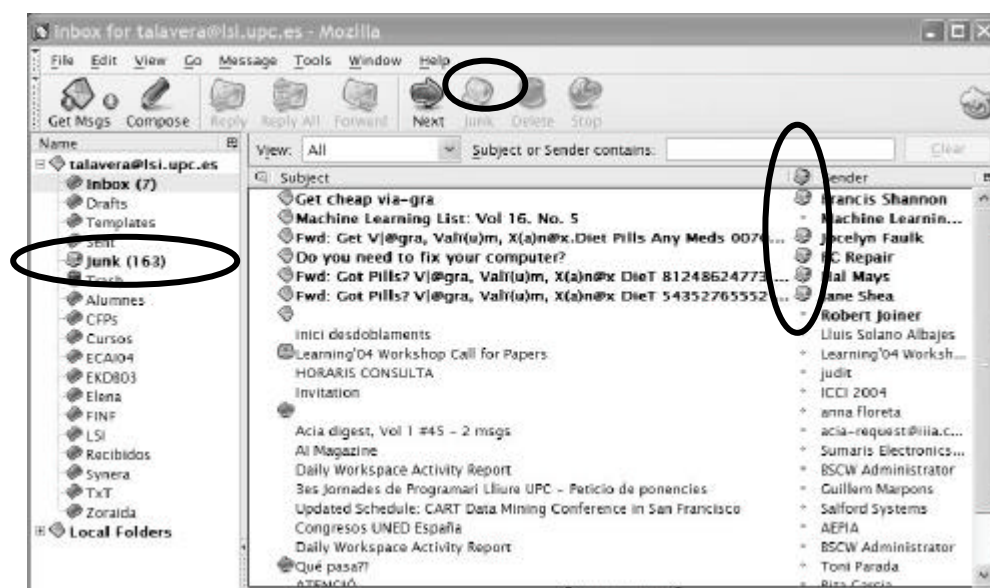 Inbox for talavera@lsi.upc.es - Mozilla
File Edit View Go Message Tools Window Help
Get Msgs Compose Reply Reply All Forward Next Junk Delete Stop
Name
View: All Subject or Sender contains: Clear
Subject Sender
talavera@lsi.upc.es
Inbox (7)
Drafts
Templates
Sent
Junk (163)
Trash
Alumnes
CFPs
Cursos
ECAI04
EKDB03
Elena
FINF
LSI
Recibidos
Synera
TxT
Zoraida
Local Folders
Get cheap via-gra Francis Shannon
Machine Learning List: Vol 16, No. 5 Machine Learnin...
Fwd: Get V|@gra, Valï(u)m, X(a)n@x.Diet Pills Any Meds 0076... Jocelyn Faulk
Do you need to fix your computer? PC Repair
Fwd: Got Pills? V|@gra, Valï(u)m, X(a)n@x DieT 81248624773... Hal Mays
Fwd: Got Pills? V|@gra, Valï(u)m, X(a)n@x DieT 54352765552... Jane Shea
Robert Joiner
inici desdoblaments Lluis Solano Albajes
Learning'04 Workshop Call for Papers Learning'04 Worksh...
HORARIS CONSULTA judit
Invitation ICCI 2004
anna floreta
Acia digest, Vol 1 #45 - 2 msgs acia-request@iiia.c...
AI Magazine Sumaris Electronics...
Daily Workspace Activity Report BSCW Administrator
3es Jornades de Programari Lliure UPC - Peticio de ponencies Guillem Marpons
Updated Schedule: CART Data Mining Conference in San Francisco Salford Systems
Congresos UNED España AEPIA
Daily Workspace Activity Report BSCW Administrator
Qué pasa?? Toni Parada
ATENCIÓ Rita Garcia